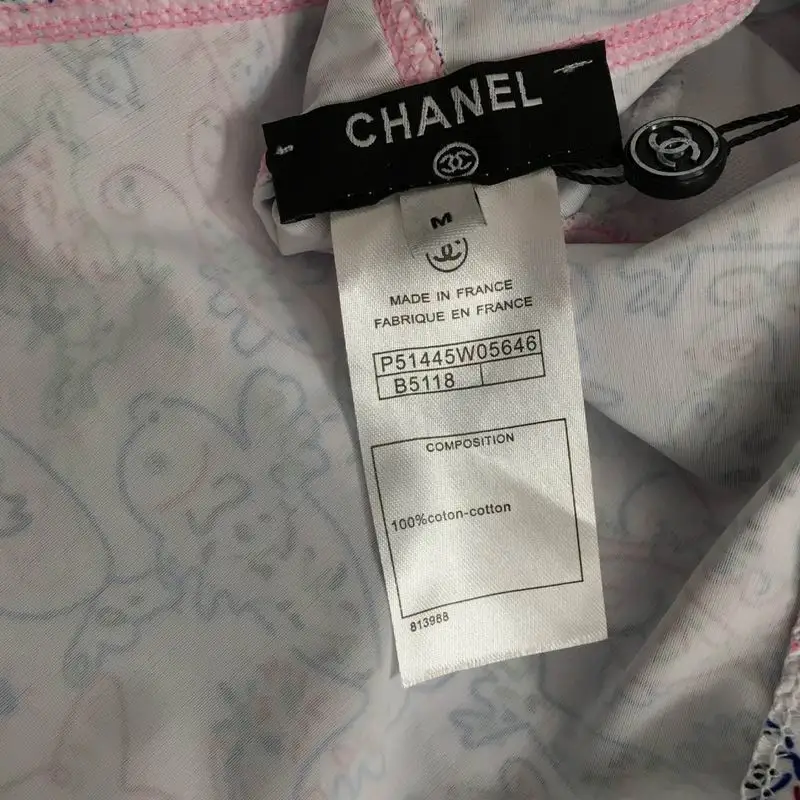 CHANEL
M
MADE IN FRANCE
FABRIQUE EN FRANCE
P51445W05646
B5118
COMPOSITION
100%coton-cotton
813988